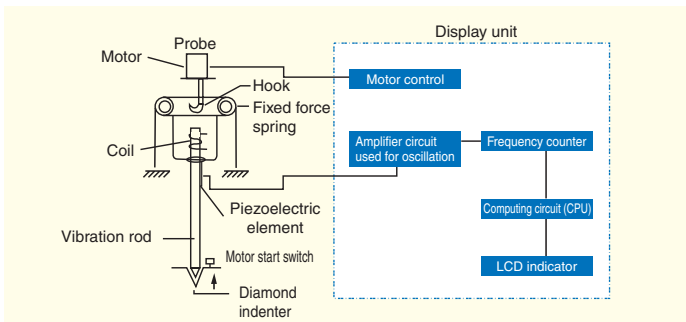 Display unit
Probe
Motor
Motor control
Hook
Fixed force
spring
Coil
Amplifier circuit
used for oscillation
Frequency counter
Piezoelectric
element
Computing circuit (CPU)
Vibration rod
Motor start switch
LCD indicator
Diamond
indenter